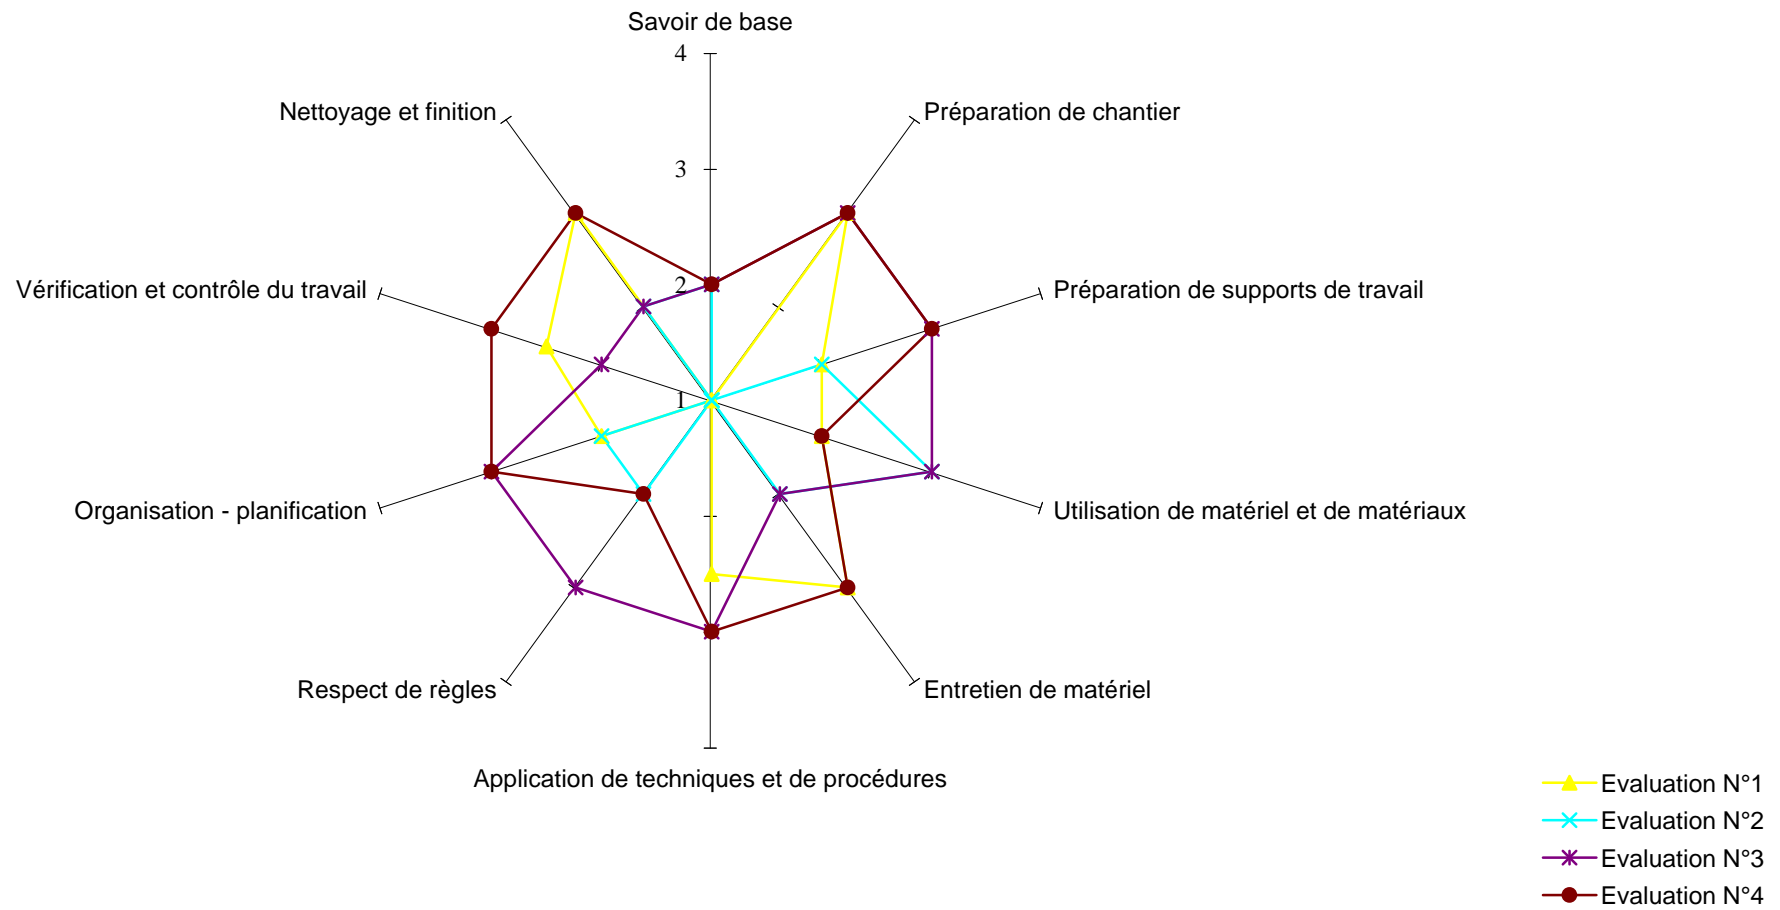 Savoir de base
4
Nettoyage et finition
Préparation de chantier
3
Vérification et contrôle du travail
2
Préparation de supports de travail
1
Organisation - planification
Utilisation de matériel et de matériaux
Respect de règles
Entretien de matériel
Application de techniques et de procédures
Evaluation N°1
Evaluation N°2
Evaluation N°3
Evaluation N°4